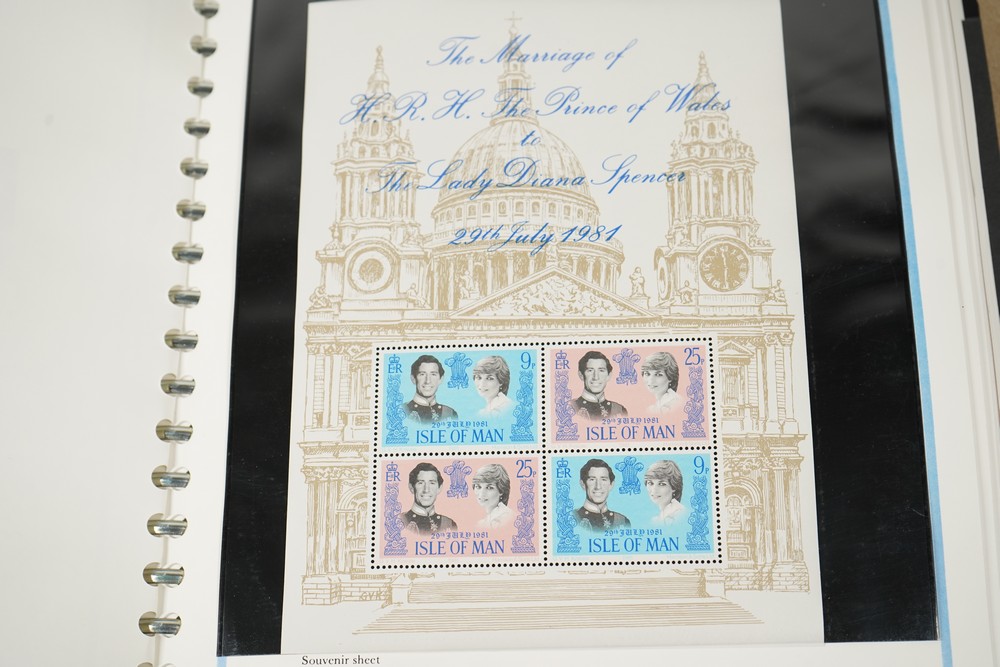 The Marriage of
H.R.H. The Prince of Wales
to
The Lady Diana Spencer
29th July 1981
ER
9P
29TH JULY 1981
ISLE OF MAN
ER
25P
29TH JULY 1981
ISLE OF MAN
ER
25P
29TH JULY 1981
ISLE OF MAN
ER
9P
29TH JULY 1981
ISLE OF MAN
Souvenir sheet